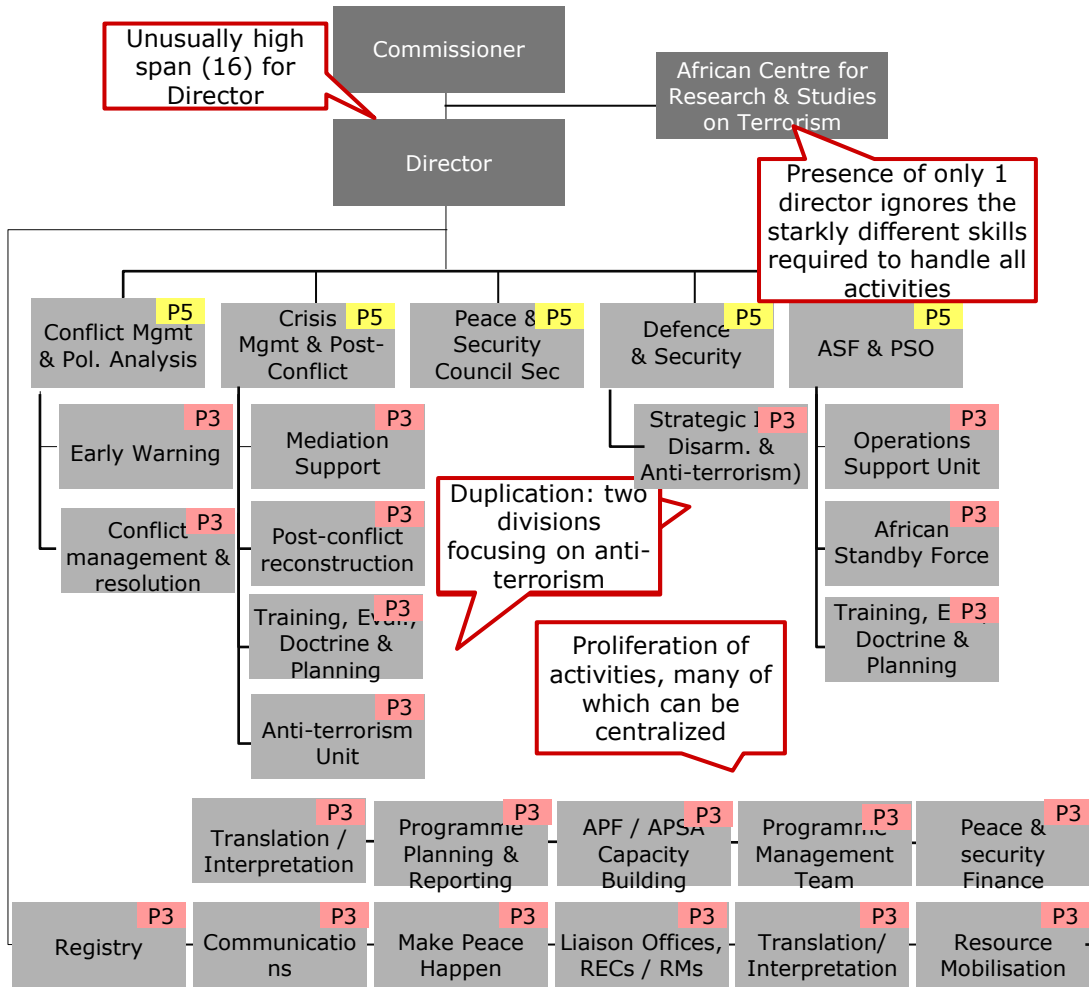 Unusually high
span (16) for
Director
Commissioner
African Centre for
Research & Studies
on Terrorism
Director
Presence of only 1
director ignores the
starkly different skills
required to handle all
activities
P5
Conflict Mgmt
& Pol. Analysis
P5
Crisis
Mgmt & Post-
Conflict
P5
Peace &
Security
Council Sec
P5
Defence
& Security
P5
ASF & PSO
P3
Early Warning
P3
Mediation
Support
P3
Strategic
Disarm. &
Anti-terrorism)
P3
Operations
Support Unit
Duplication: two
divisions
focusing on anti-
terrorism
P3
Conflict
management &
resolution
P3
Post-conflict
reconstruction
P3
African
Standby Force
P3
Training,
Doctrine &
Planning
P3
Training,
Doctrine &
Planning
Proliferation of
activities, many of
which can be
centralized
P3
Anti-terrorism
Unit
P3
Translation /
Interpretation
P3
Programme
Planning &
Reporting
P3
APF / APSA
Capacity
Building
P3
Programme
Management
Team
P3
Peace &
security
Finance
P3
Registry
P3
Communicatio
ns
P3
Make Peace
Happen
P3
Liaison Offices,
RECs / RMs
P3
Translation/
Interpretation
P3
Resource
Mobilisation